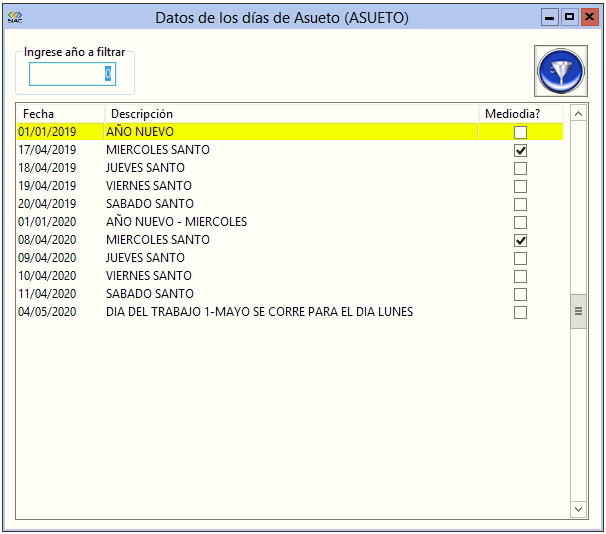 SIAC
Datos de los días de Asueto (ASUETO)
Ingrese año a filtrar
0
Fecha Descripción Mediodia?
01/01/2019 AÑO NUEVO
17/04/2019 MIERCOLES SANTO
18/04/2019 JUEVES SANTO
19/04/2019 VIERNES SANTO
20/04/2019 SABADO SANTO
01/01/2020 AÑO NUEVO - MIERCOLES
08/04/2020 MIERCOLES SANTO
09/04/2020 JUEVES SANTO
10/04/2020 VIERNES SANTO
11/04/2020 SABADO SANTO
04/05/2020 DIA DEL TRABAJO 1-MAYO SE CORRE PARA EL DIA LUNES